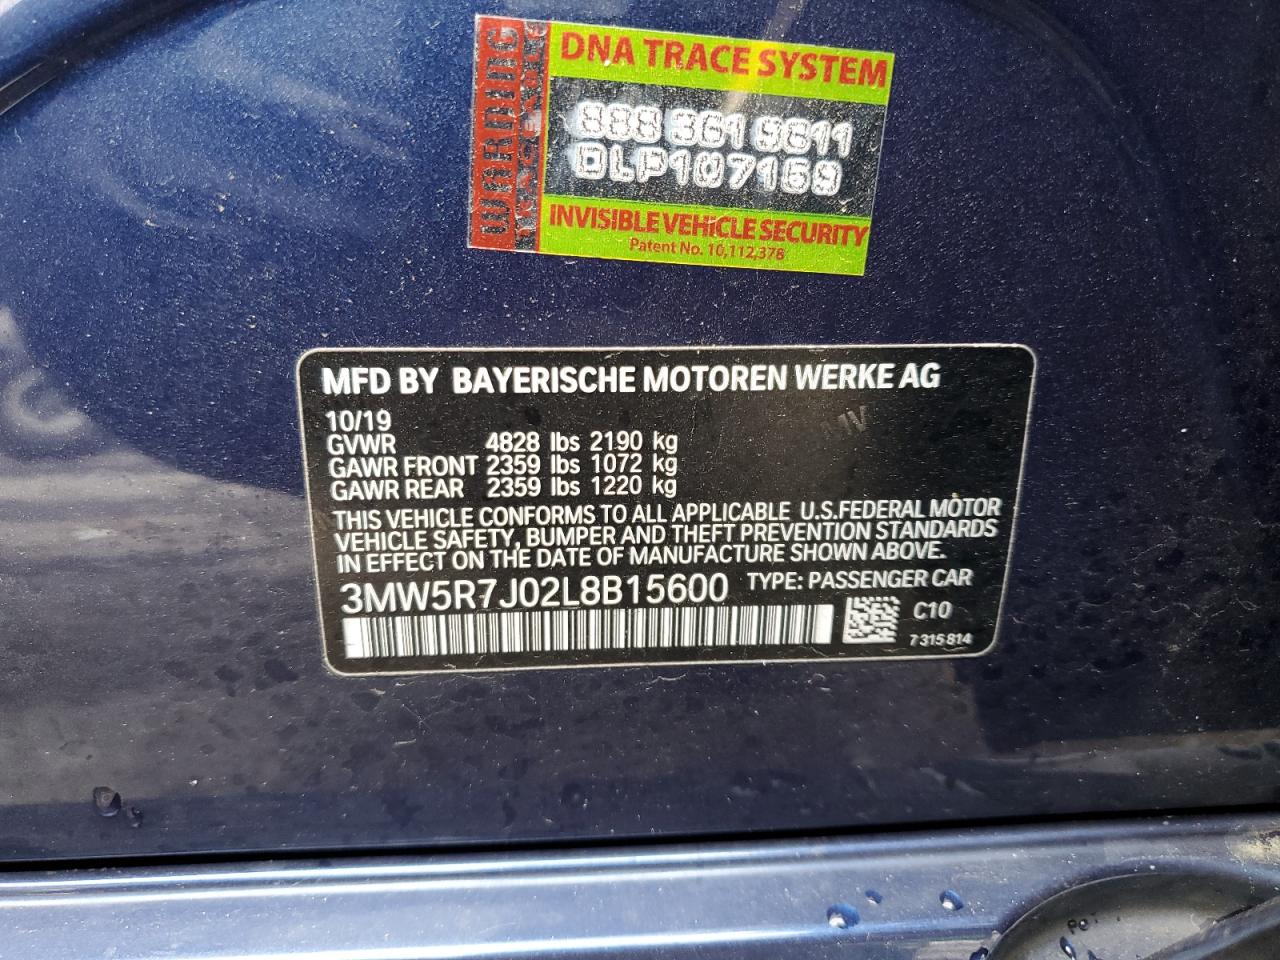 WARNING
TRACEABLE
DNA TRACE SYSTEM
888 361 9611
DLP107159
INVISIBLE VEHICLE SECURITY
Patent No. 10,112,378
MFD BY BAYERISCHE MOTOREN WERKE AG
10/19
GVWR 4828 lbs 2190 kg
GAWR FRONT 2359 lbs 1072 kg
GAWR REAR 2359 lbs 1220 kg
THIS VEHICLE CONFORMS TO ALL APPLICABLE U.S.FEDERAL MOTOR
VEHICLE SAFETY, BUMPER AND THEFT PREVENTION STANDARDS
IN EFFECT ON THE DATE OF MANUFACTURE SHOWN ABOVE.
3MW5R7J02L8B15600 TYPE: PASSENGER CAR
C10
7315814